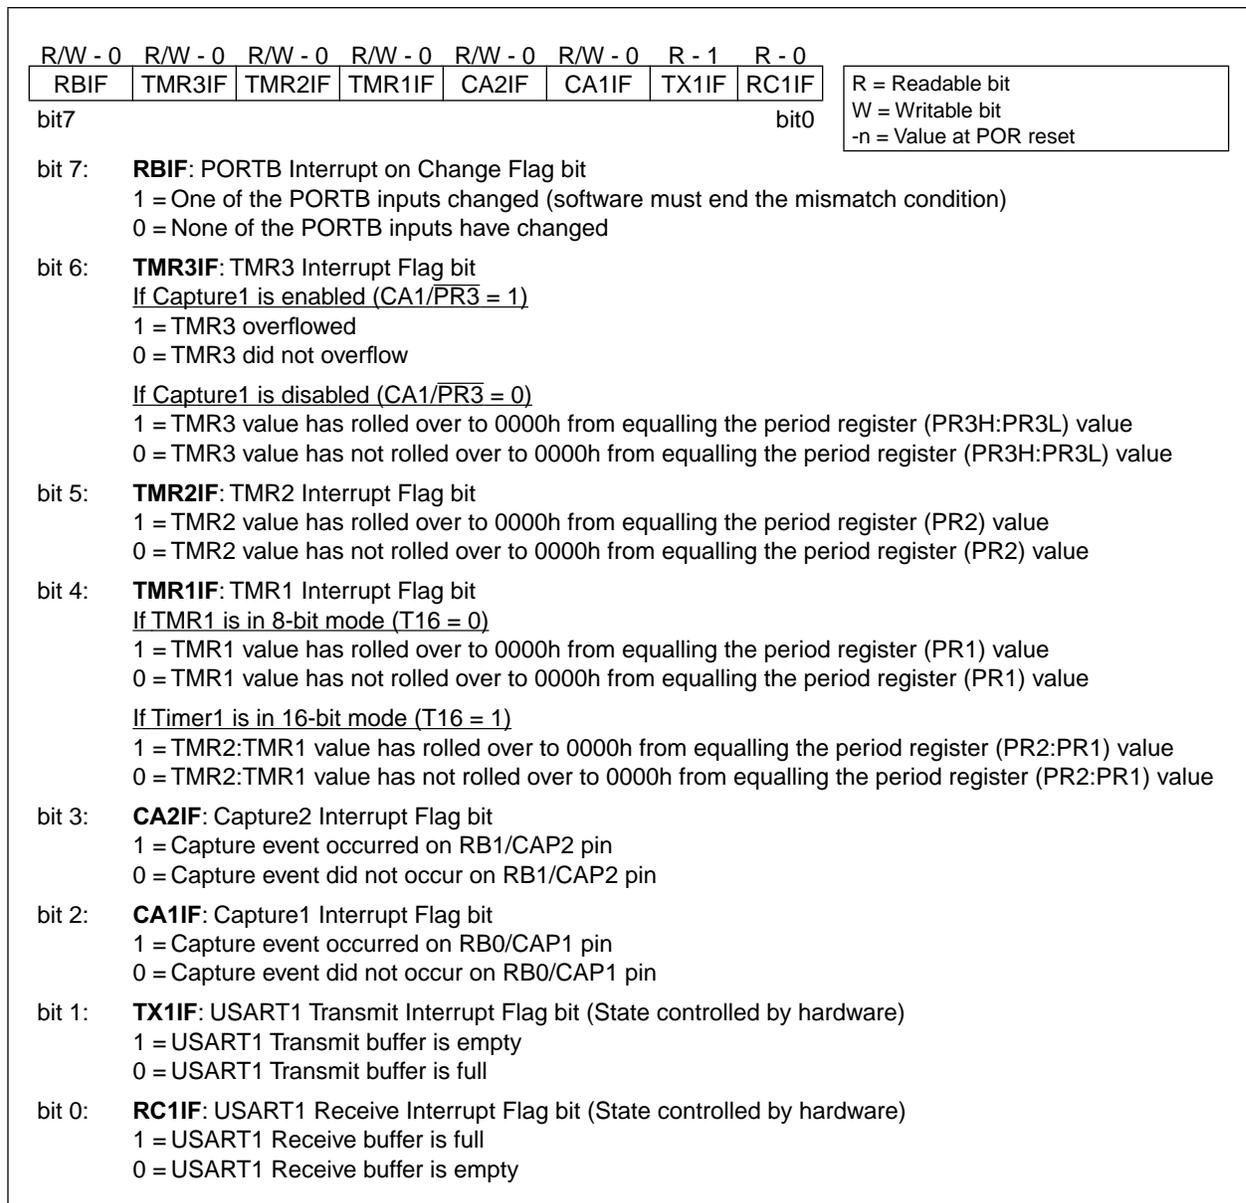 R/W - 0 R/W - 0 R/W - 0 R/W - 0 R/W - 0 R/W - 0 R - 1 R - 0
RBIF TMR3IF TMR2IF TMR1IF CA2IF CA1IF TX1IF RC1IF
bit7 bit0
R = Readable bit
W = Writable bit
-n = Value at POR reset
bit 7: RBIF: PORTB Interrupt on Change Flag bit
1 = One of the PORTB inputs changed (software must end the mismatch condition)
0 = None of the PORTB inputs have changed
bit 6: TMR3IF: TMR3 Interrupt Flag bit
If Capture1 is enabled (CA1/P̅R̅3̅ = 1)
1 = TMR3 overflowed
0 = TMR3 did not overflow
If Capture1 is disabled (CA1/P̅R̅3̅ = 0)
1 = TMR3 value has rolled over to 0000h from equalling the period register (PR3H:PR3L) value
0 = TMR3 value has not rolled over to 0000h from equalling the period register (PR3H:PR3L) value
bit 5: TMR2IF: TMR2 Interrupt Flag bit
1 = TMR2 value has rolled over to 0000h from equalling the period register (PR2) value
0 = TMR2 value has not rolled over to 0000h from equalling the period register (PR2) value
bit 4: TMR1IF: TMR1 Interrupt Flag bit
If TMR1 is in 8-bit mode (T16 = 0)
1 = TMR1 value has rolled over to 0000h from equalling the period register (PR1) value
0 = TMR1 value has not rolled over to 0000h from equalling the period register (PR1) value
If Timer1 is in 16-bit mode (T16 = 1)
1 = TMR2:TMR1 value has rolled over to 0000h from equalling the period register (PR2:PR1) value
0 = TMR2:TMR1 value has not rolled over to 0000h from equalling the period register (PR2:PR1) value
bit 3: CA2IF: Capture2 Interrupt Flag bit
1 = Capture event occurred on RB1/CAP2 pin
0 = Capture event did not occur on RB1/CAP2 pin
bit 2: CA1IF: Capture1 Interrupt Flag bit
1 = Capture event occurred on RB0/CAP1 pin
0 = Capture event did not occur on RB0/CAP1 pin
bit 1: TX1IF: USART1 Transmit Interrupt Flag bit (State controlled by hardware)
1 = USART1 Transmit buffer is empty
0 = USART1 Transmit buffer is full
bit 0: RC1IF: USART1 Receive Interrupt Flag bit (State controlled by hardware)
1 = USART1 Receive buffer is full
0 = USART1 Receive buffer is empty